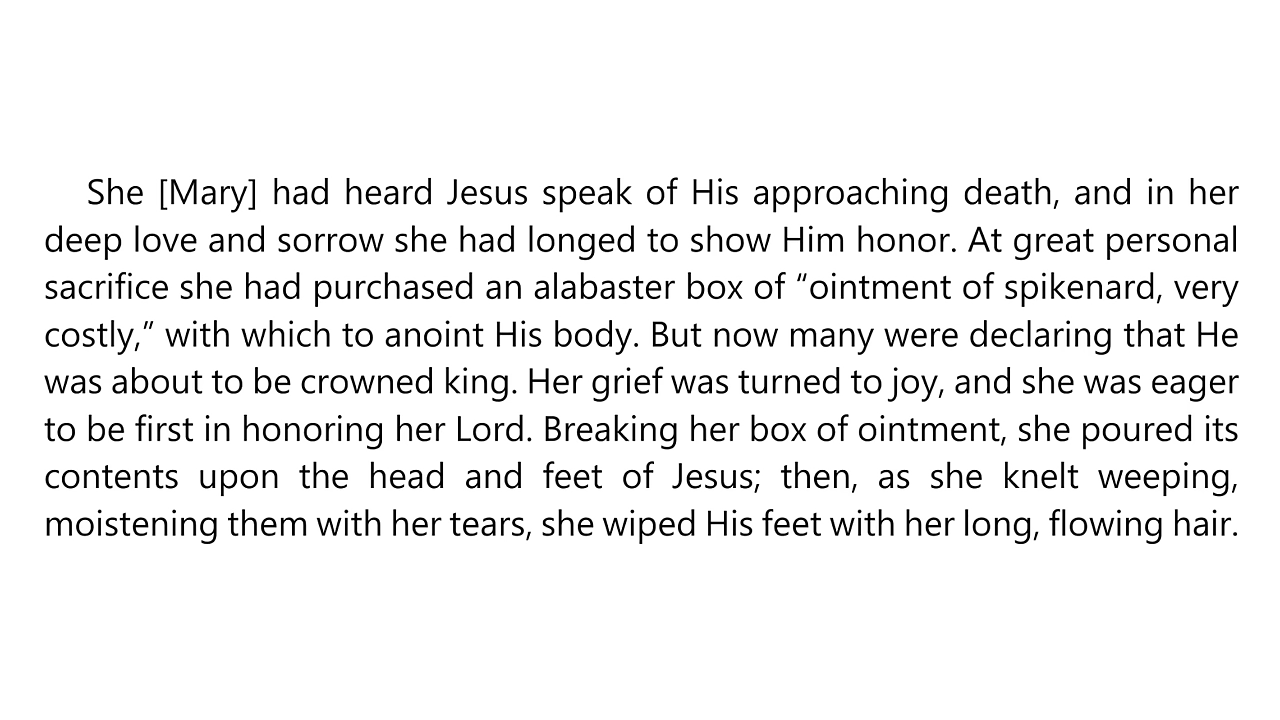 She [Mary] had heard Jesus speak of His approaching death, and in her
deep love and sorrow she had longed to show Him honor. At great personal
sacrifice she had purchased an alabaster box of “ointment of spikenard, very
costly,” with which to anoint His body. But now many were declaring that He
was about to be crowned king. Her grief was turned to joy, and she was eager
to be first in honoring her Lord. Breaking her box of ointment, she poured its
contents upon the head and feet of Jesus; then, as she knelt weeping,
moistening them with her tears, she wiped His feet with her long, flowing hair.